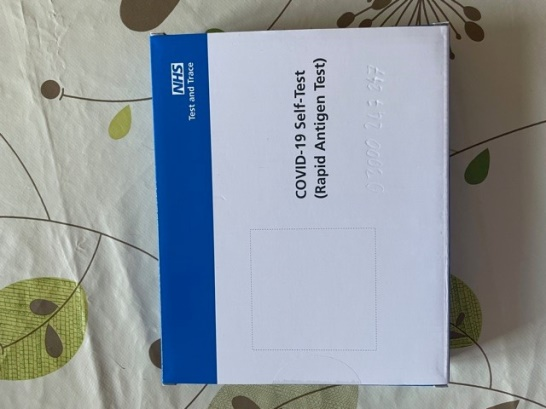 NHS
Test and Trace
COVID-19 Self-Test
(Rapid Antigen Test)